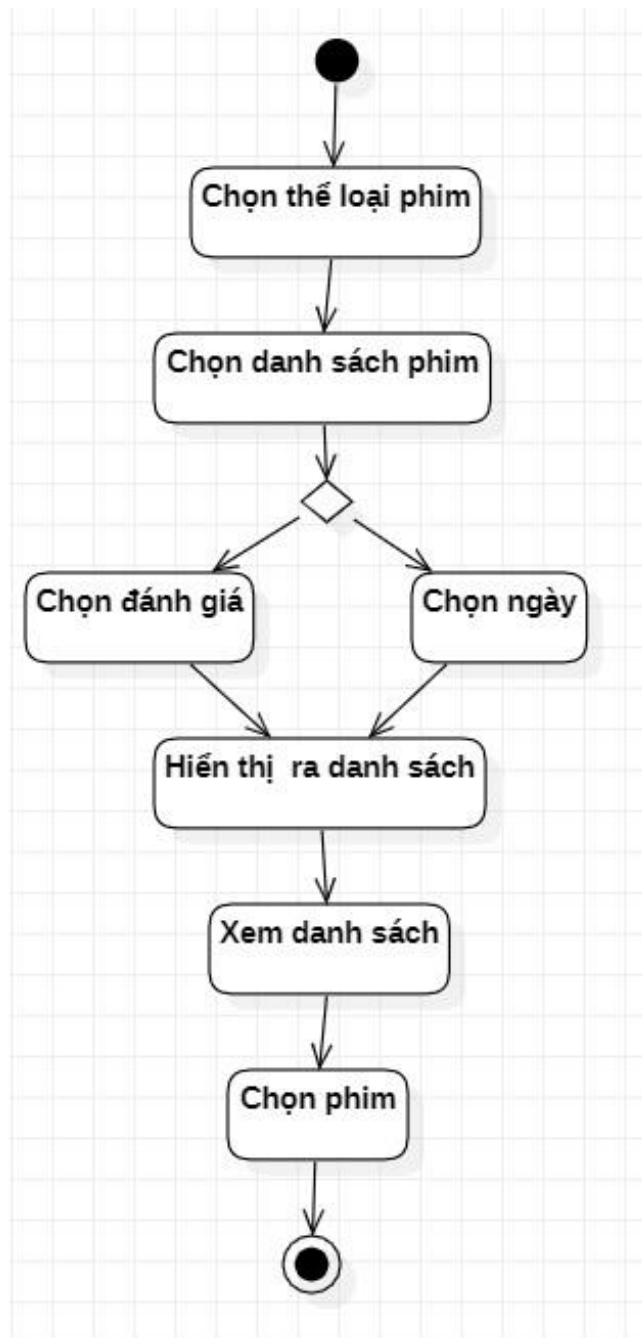 Chọn thể loại phim
Chọn danh sách phim
Chọn đánh giá
Chọn ngày
Hiển thị ra danh sách
Xem danh sách
Chọn phim